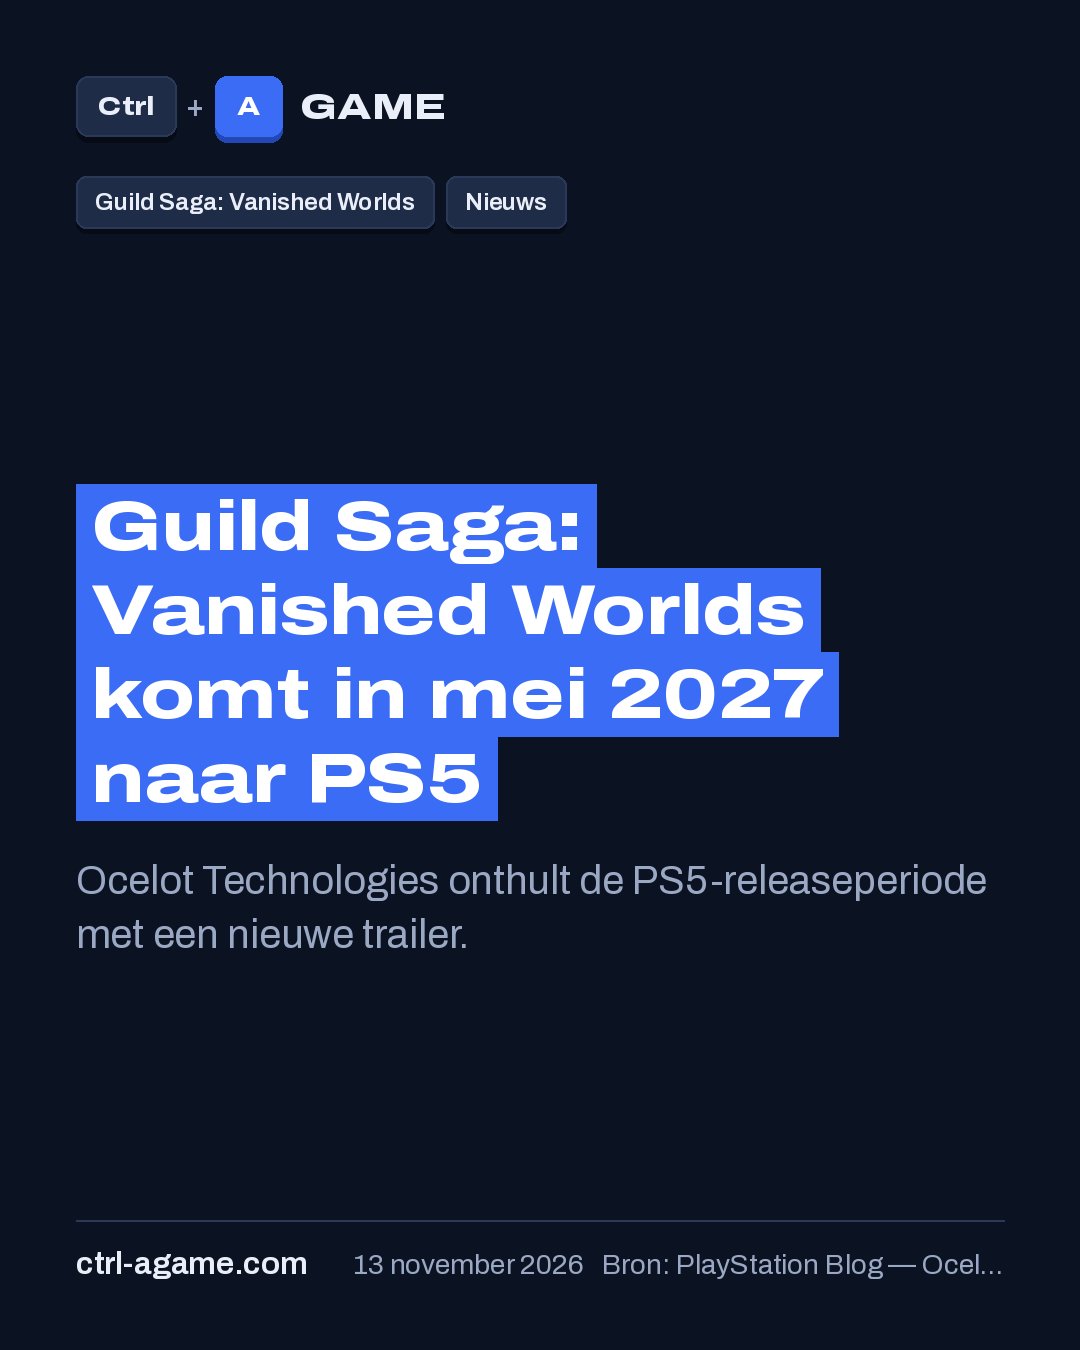 Ctrl + A GAME
Guild Saga: Vanished Worlds Nieuws
Guild Saga:
Vanished Worlds
komt in mei 2027
naar PS5
Ocelot Technologies onthult de PS5-releaseperiode
met een nieuwe trailer.
ctrl-agame.com 13 november 2026 Bron: PlayStation Blog — Ocel...